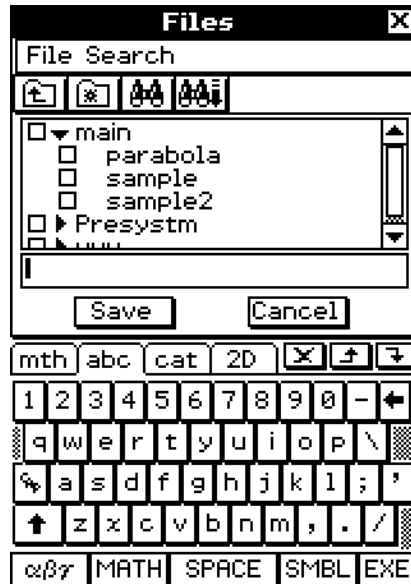 Files
File Search
main
parabola
sample
sample2
Presystm
Save Cancel
mth abc cat 2D
1 2 3 4 5 6 7 8 9 0 -
q w e r t y u i o p \
a s d f g h j k l ; '
z x c v b n m , . /
αβγ MATH SPACE SMBL EXE